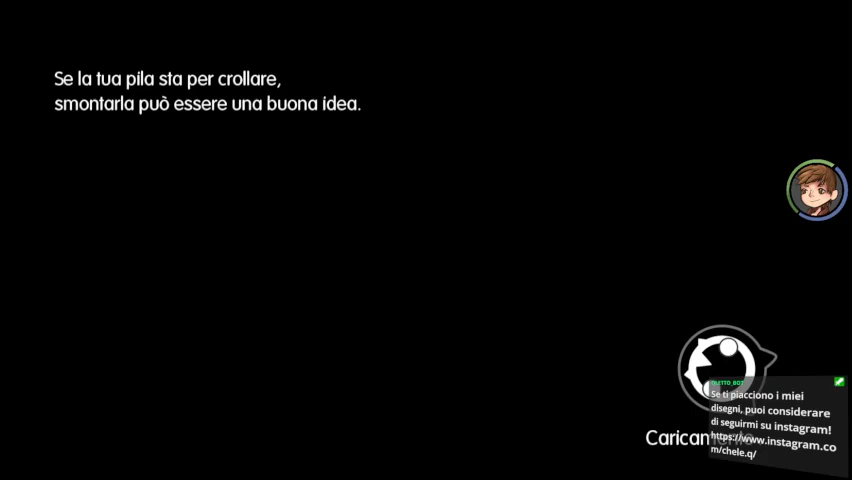 Se la tua pila sta per crollare,
smontarla può essere una buona idea.
Se ti piacciono i miei
disegni, puoi considerare
di seguirmi su instagram!
https://www.instagram.co
m/chele.q/